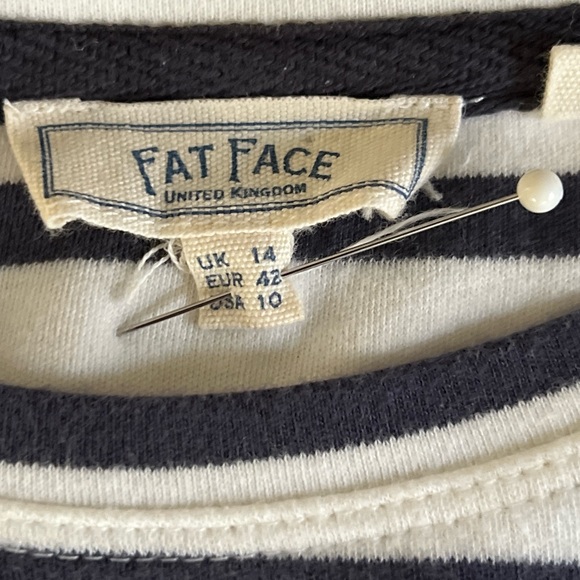 FAT FACE
UNITED KINGDOM
UK 14
EUR 42
USA 10